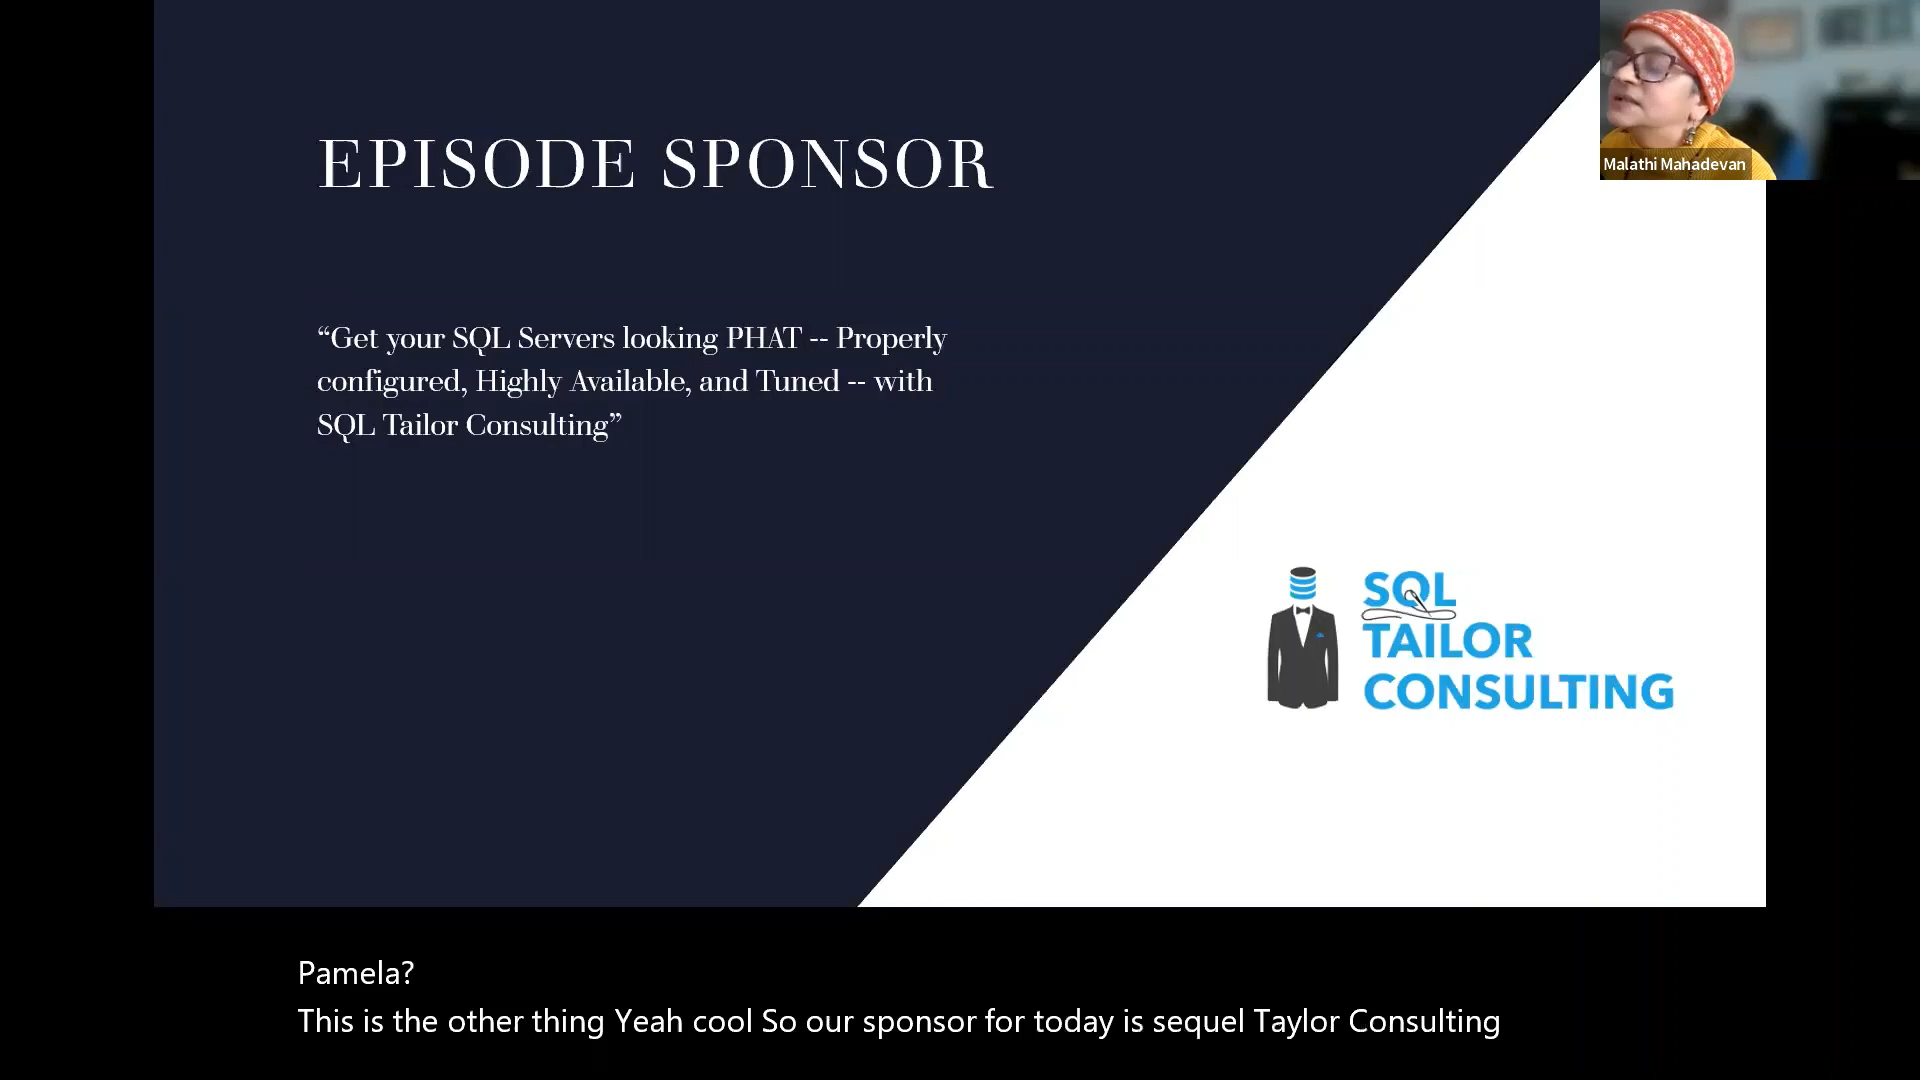 EPISODE SPONSOR
“Get your SQL Servers looking PHAT -- Properly
configured, Highly Available, and Tuned -- with
SQL Tailor Consulting”
SQL
TAILOR
CONSULTING
Malathi Mahadevan
Pamela?
This is the other thing Yeah cool So our sponsor for today is sequel Taylor Consulting